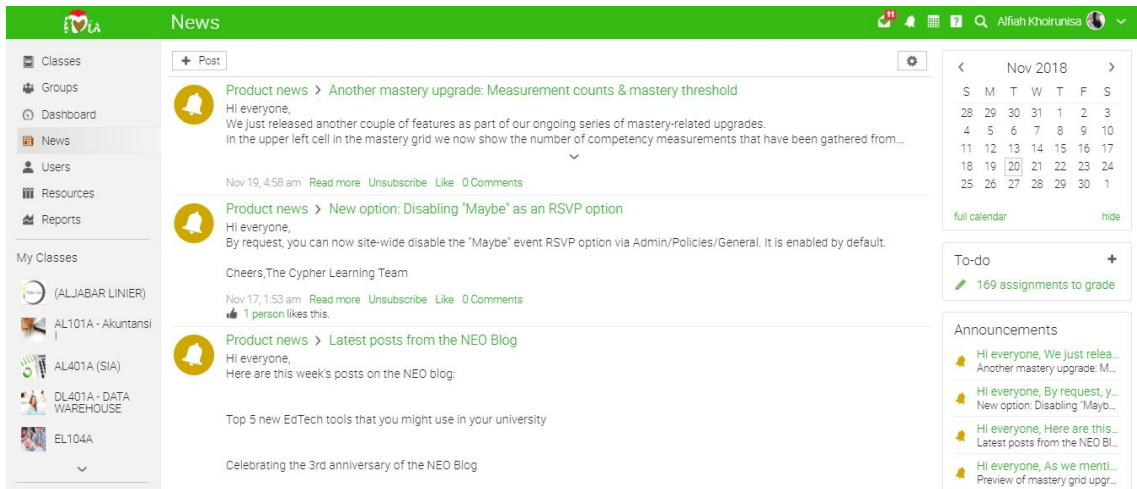 News
11
Alfiah Khoirunisa
Classes
Groups
Dashboard
News
Users
Resources
Reports
My Classes
(ALJABAR LINIER)
AL101A - Akuntansi
I
AL401A (SIA)
DL401A - DATA
WAREHOUSE
EL104A
+ Post
Product news > Another mastery upgrade: Measurement counts & mastery threshold
Hi everyone,
We just released another couple of features as part of our ongoing series of mastery-related upgrades.
In the upper left cell in the mastery grid we now show the number of competency measurements that have been gathered from...
Nov 19, 4:58 am Read more Unsubscribe Like 0 Comments
Product news > New option: Disabling "Maybe" as an RSVP option
Hi everyone,
By request, you can now site-wide disable the "Maybe" event RSVP option via Admin/Policies/General. It is enabled by default.
Cheers,The Cypher Learning Team
Nov 17, 1:53 am Read more Unsubscribe Like 0 Comments
1 person likes this.
Product news > Latest posts from the NEO Blog
Hi everyone,
Here are this week's posts on the NEO blog:
Top 5 new EdTech tools that you might use in your university
Celebrating the 3rd anniversary of the NEO Blog
< Nov 2018 >
S M T W T F S
28 29 30 31 1 2 3
4 5 6 7 8 9 10
11 12 13 14 15 16 17
18 19 20 21 22 23 24
25 26 27 28 29 30 1
full calendar hide
To-do +
169 assignments to grade
Announcements
Hi everyone, We just relea...
Another mastery upgrade: M...
Hi everyone, By request, y...
New option: Disabling "Mayb...
Hi everyone, Here are this...
Latest posts from the NEO Bl...
Hi everyone, As we menti...
Preview of mastery grid upgr...